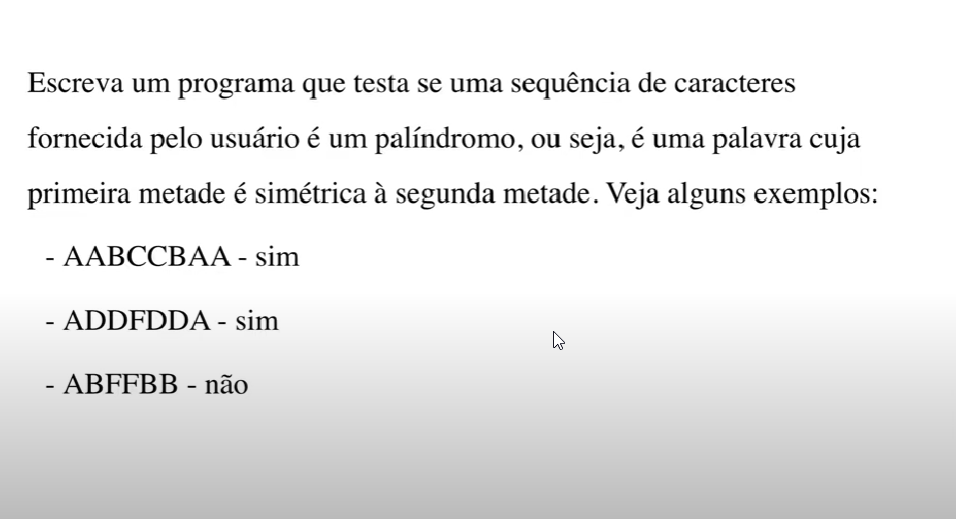 Escreva um programa que testa se uma sequência de caracteres
fornecida pelo usuário é um palíndromo, ou seja, é uma palavra cuja
primeira metade é simétrica à segunda metade. Veja alguns exemplos:
- AABCCBAA - sim
- ADDFDDA - sim
- ABFFBB - não